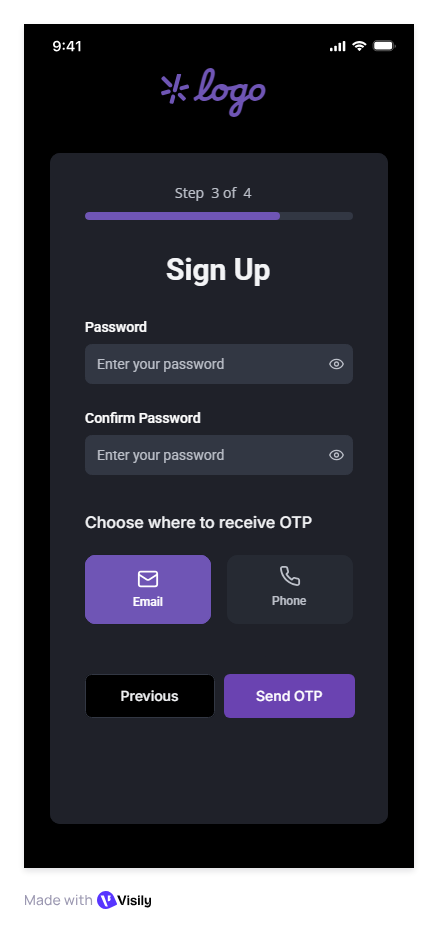 9:41
logo
Step 3 of 4
Sign Up
Password
Enter your password
Confirm Password
Enter your password
Choose where to receive OTP
Email Phone
Previous Send OTP
Made with Visily